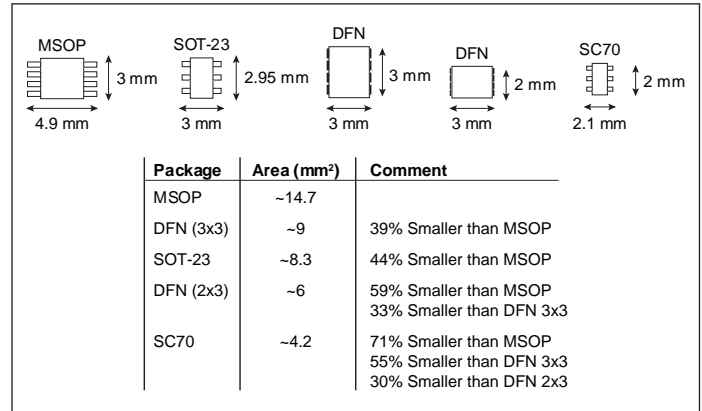 MSOP
3 mm
4.9 mm
SOT-23
2.95 mm
3 mm
DFN
3 mm
3 mm
DFN
2 mm
3 mm
SC70
2 mm
2.1 mm
Package Area (mm²) Comment
MSOP ~14.7
DFN (3x3) ~9 39% Smaller than MSOP
SOT-23 ~8.3 44% Smaller than MSOP
DFN (2x3) ~6 59% Smaller than MSOP
33% Smaller than DFN 3x3
SC70 ~4.2 71% Smaller than MSOP
55% Smaller than DFN 3x3
30% Smaller than DFN 2x3